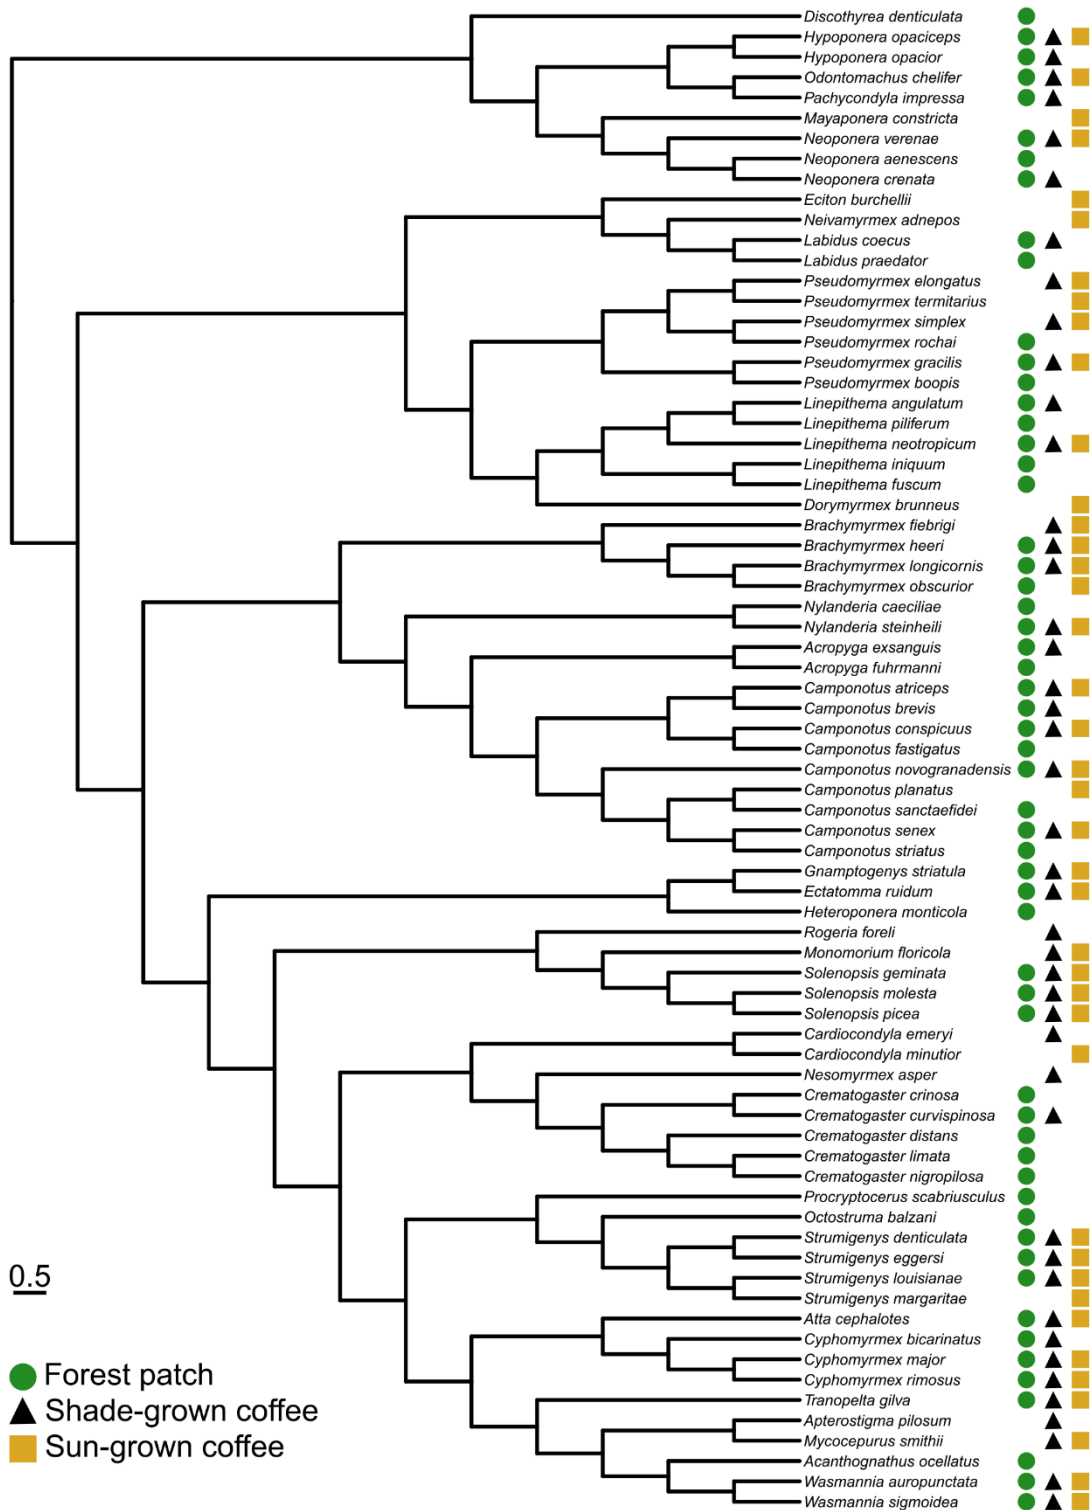 Discothyrea denticulata
Hypoponera opaciceps
Hypoponera opacior
Odontomachus chelifer
Pachycondyla impressa
Mayaponera constricta
Neoponera verenae
Neoponera aenescens
Neoponera crenata
Eciton burchellii
Neivamyrmex adnepos
Labidus coecus
Labidus praedator
Pseudomyrmex elongatus
Pseudomyrmex termitarius
Pseudomyrmex simplex
Pseudomyrmex rochai
Pseudomyrmex gracilis
Pseudomyrmex boopis
Linepithema angulatum
Linepithema piliferum
Linepithema neotropicum
Linepithema iniquum
Linepithema fuscum
Dorymyrmex brunneus
Brachymyrmex fiebrigi
Brachymyrmex heeri
Brachymyrmex longicornis
Brachymyrmex obscurior
Nylanderia caeciliae
Nylanderia steinheili
Acropyga exsanguis
Acropyga fuhrmanni
Camponotus atriceps
Camponotus brevis
Camponotus conspicuus
Camponotus fastigatus
Camponotus novogranadensis
Camponotus planatus
Camponotus sanctaefidei
Camponotus senex
Camponotus striatus
Gnamptogenys striatula
Ectatomma ruidum
Heteroponera monticola
Rogeria foreli
Monomorium floricola
Solenopsis geminata
Solenopsis molesta
Solenopsis picea
Cardiocondyla emeryi
Cardiocondyla minutior
Nesomyrmex asper
Crematogaster crinosa
Crematogaster curvispinosa
Crematogaster distans
Crematogaster limata
Crematogaster nigropilosa
Procryptocerus scabriusculus
Octostruma balzani
Strumigenys denticulata
Strumigenys eggersi
Strumigenys louisianae
Strumigenys margaritae
Atta cephalotes
Cyphomyrmex bicarinatus
Cyphomyrmex major
Cyphomyrmex rimosus
Tranopelta gilva
Apterostigma pilosum
Mycocepurus smithii
Acanthognathus ocellatus
Wasmannia auropunctata
Wasmannia sigmoidea
0.5
Forest patch
Shade-grown coffee
Sun-grown coffee